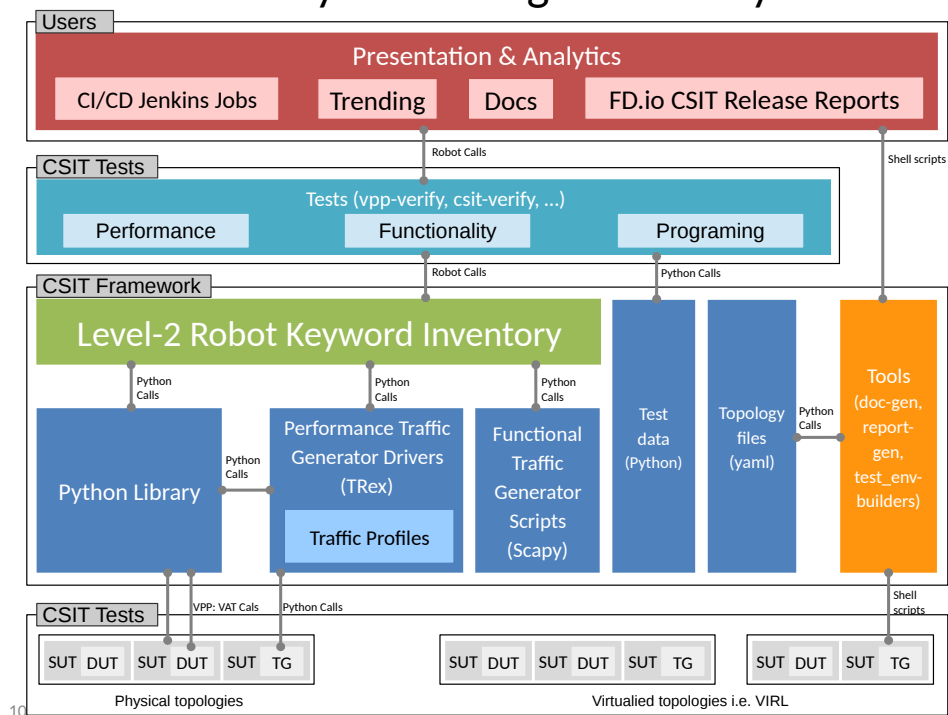 Users
Presentation & Analytics
CI/CD Jenkins Jobs
Trending
Docs
FD.io CSIT Release Reports
Robot Calls
Shell scripts
CSIT Tests
Tests (vpp-verify, csit-verify, ...)
Performance
Functionality
Programing
Robot Calls
Python Calls
CSIT Framework
Level-2 Robot Keyword Inventory
Python
Calls
Python
Calls
Python
Calls
Python Library
Python
Calls
Performance Traffic
Generator Drivers
(TRex)
Traffic Profiles
Functional
Traffic
Generator
Scripts
(Scapy)
Test
data
(Python)
Topology
files
(yaml)
Python
Calls
Tools
(doc-gen,
report-
gen,
test_env-
builders)
VPP: VAT Cals
Python Calls
Shell
scripts
CSIT Tests
SUT DUT SUT DUT SUT TG
SUT DUT SUT DUT SUT TG
SUT DUT SUT TG
Physical topologies
Virtualied topologies i.e. VIRL
10